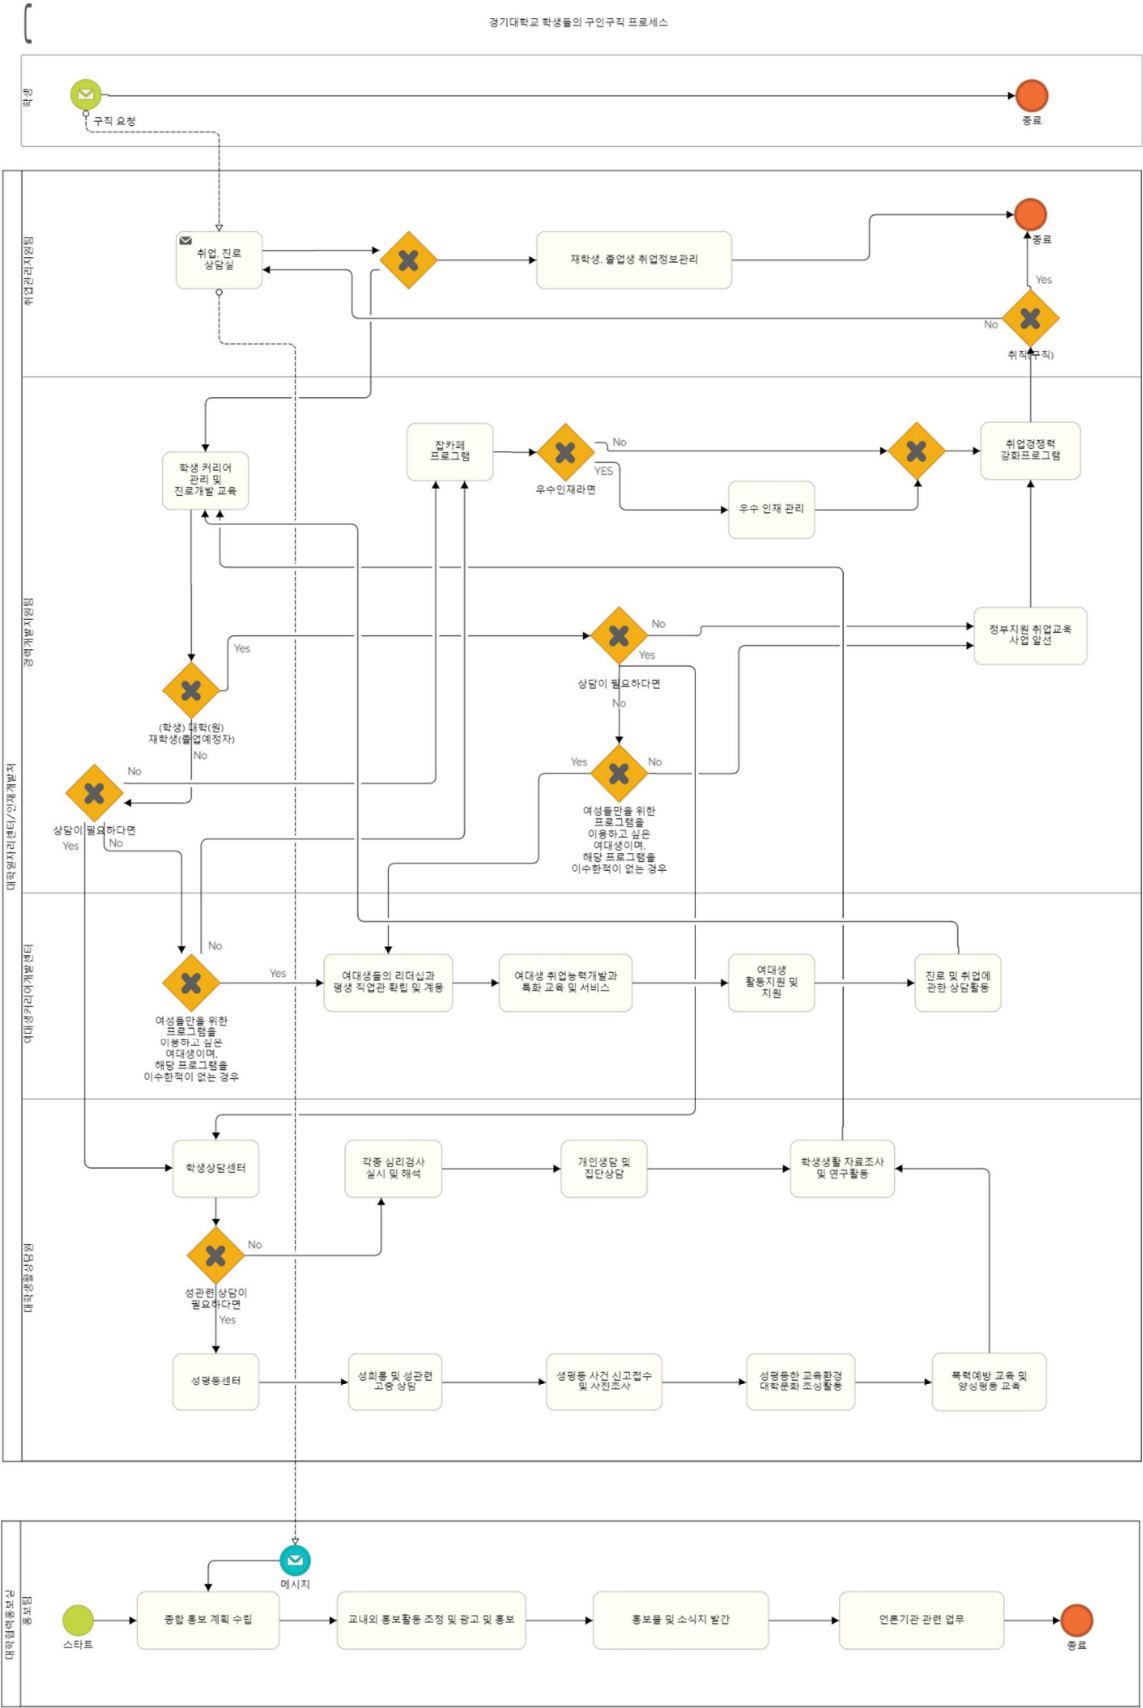 경기대학교 학생들의 구인구직 프로세스
학생
구직 요청
종료
대학일자리센터/인재개발처
취업관리지원팀
취업, 진로
상담실
재학생, 졸업생 취업정보관리
종료
Yes
No
취직(구직)
경력개발지원팀
학생 커리어
관리 및
진로개발 교육
잡카페
프로그램
우수인재라면
No
YES
우수 인재 관리
취업경쟁력
강화프로그램
정부지원 취업교육
사업 알선
Yes
(학생) 대학(원)
재학생(졸업예정자)
No
No
Yes
상담이 필요하다면
No
Yes
No
여성들만을 위한
프로그램을
이용하고 싶은
여대생이며,
해당 프로그램을
이수한적이 없는 경우
No
상담이 필요하다면
Yes
No
여대생커리어개발센터
No
Yes
여성들만을 위한
프로그램을
이용하고 싶은
여대생이며,
해당 프로그램을
이수한적이 없는 경우
여대생들의 리더십과
평생 직업관 확립 및 계몽
여대생 취업능력개발과
특화 교육 및 서비스
여대생
활동지원 및
지원
진로 및 취업에
관한 상담활동
대학생활상담원
학생상담센터
각종 심리검사
실시 및 해석
개인생담 및
집단상담
학생생활 자료조사
및 연구활동
No
성관련 상담이
필요하다면
Yes
성평등센터
성희롱 및 성관련
고충 상담
성평등 사건 신고접수
및 사전조사
성평등한 교육환경
대학문화 조성활동
폭력예방 교육 및
양성평등 교육
대학협력홍보실
홍보팀
메시지
스타트
종합 홍보 계획 수립
교내외 홍보활동 조정 및 광고 및 홍보
홍보물 및 소식지 발간
언론기관 관련 업무
종료